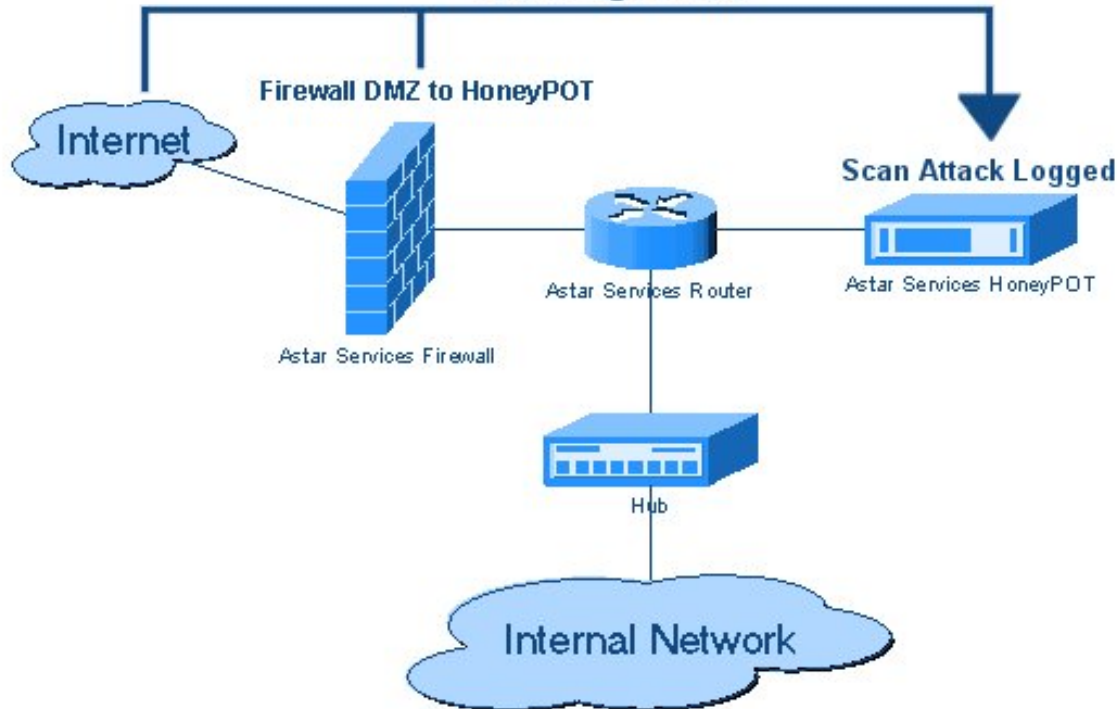 Firewall DMZ to HoneyPOT
Internet
Scan Attack Logged
Astar Services Router
Astar Services HoneyPOT
Astar Services Firewall
Hub
Internal Network